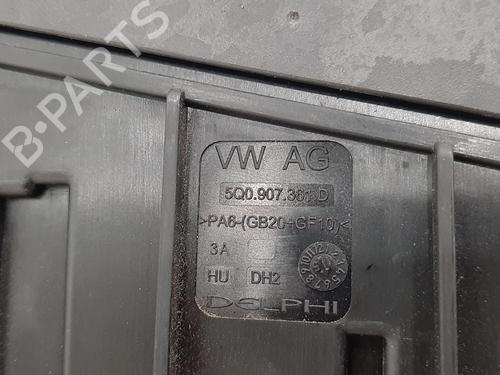 B-PARTS
VW AG
5Q0.907.361.D
>PA6-(GB20+GF10)<
3A
HU DH2
DELPHI